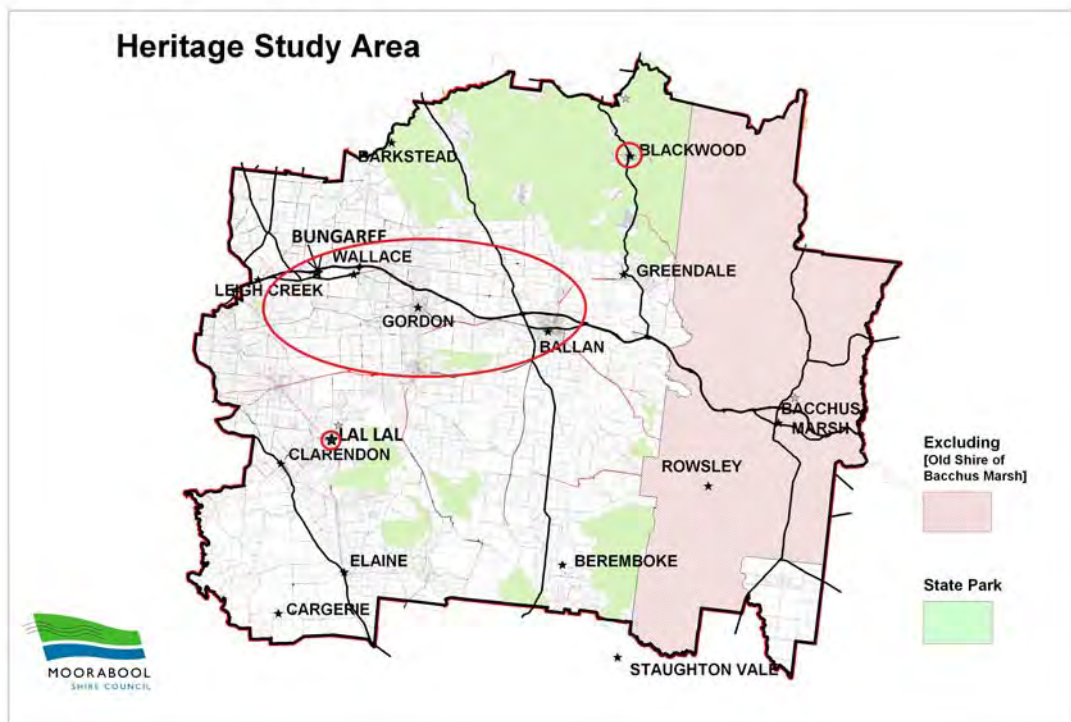 Heritage Study Area
BARKSTEAD
BLACKWOOD
BUNGAREE
WALLACE
LEIGH CREEK
GREENDALE
GORDON
BALLAN
BACCHUS
MARSH
LAL LAL
CLARENDON
ROWSLEY
ELAINE
BEREMBOKE
CARGERIE
STAUGHTON VALE
Excluding
[Old Shire of
Bacchus Marsh]
State Park
MOORABOOL
SHIRE COUNCIL